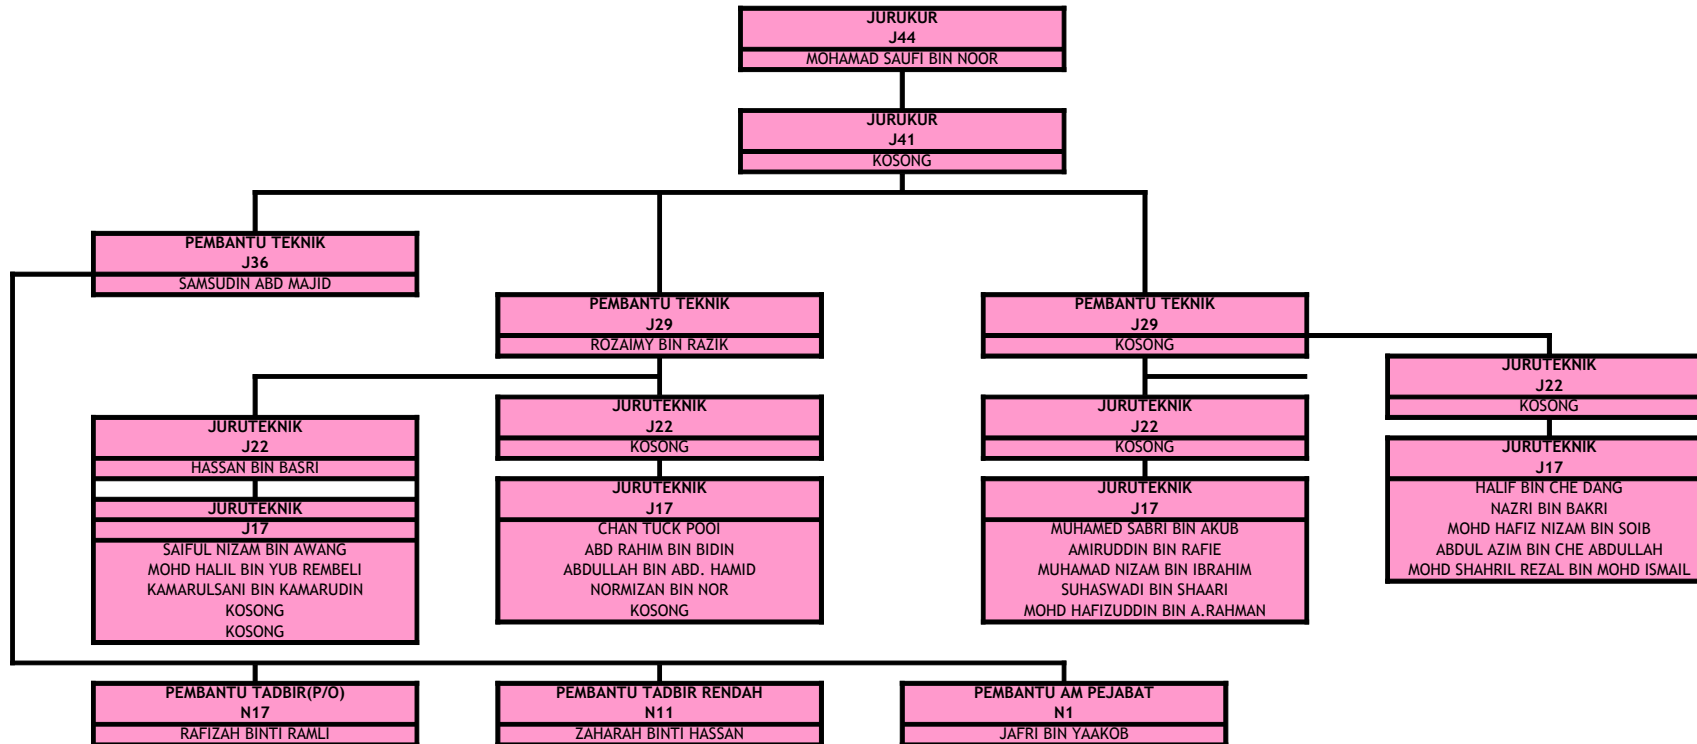 JURUKUR
J44
MOHAMAD SAUFI BIN NOOR
JURUKUR
J41
KOSONG
PEMBANTU TEKNIK
J36
SAMSUDIN ABD MAJID
PEMBANTU TEKNIK
J29
ROZAIMY BIN RAZIK
PEMBANTU TEKNIK
J29
KOSONG
JURUTEKNIK
J22
HASSAN BIN BASRI
JURUTEKNIK
J17
SAIFUL NIZAM BIN AWANG
MOHD HALIL BIN YUB REMBELI
KAMARULSANI BIN KAMARUDIN
KOSONG
KOSONG
JURUTEKNIK
J22
KOSONG
JURUTEKNIK
J17
CHAN TUCK POOI
ABD RAHIM BIN BIDIN
ABDULLAH BIN ABD. HAMID
NORMIZAN BIN NOR
KOSONG
JURUTEKNIK
J22
KOSONG
JURUTEKNIK
J17
MUHAMED SABRI BIN AKUB
AMIRUDDIN BIN RAFIE
MUHAMAD NIZAM BIN IBRAHIM
SUHASWADI BIN SHAARI
MOHD HAFIZUDDIN BIN A.RAHMAN
JURUTEKNIK
J22
KOSONG
JURUTEKNIK
J17
HALIF BIN CHE DANG
NAZRI BIN BAKRI
MOHD HAFIZ NIZAM BIN SOIB
ABDUL AZIM BIN CHE ABDULLAH
MOHD SHAHRIL REZAL BIN MOHD ISMAIL
PEMBANTU TADBIR(P/O)
N17
RAFIZAH BINTI RAMLI
PEMBANTU TADBIR RENDAH
N11
ZAHARAH BINTI HASSAN
PEMBANTU AM PEJABAT
N1
JAFRI BIN YAAKOB